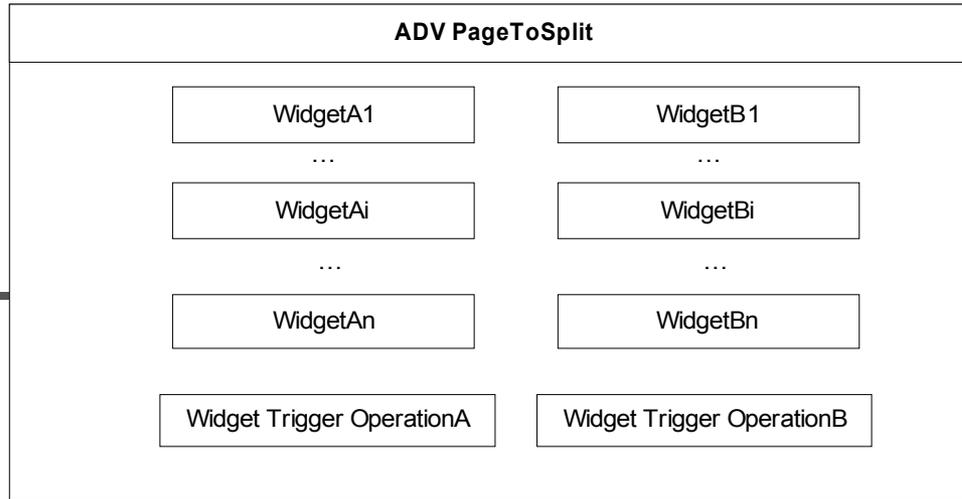 ADV PageToSplit
WidgetA1 WidgetB1
... ...
WidgetAi WidgetBi
... ...
WidgetAn WidgetBn
Widget Trigger OperationA Widget Trigger OperationB